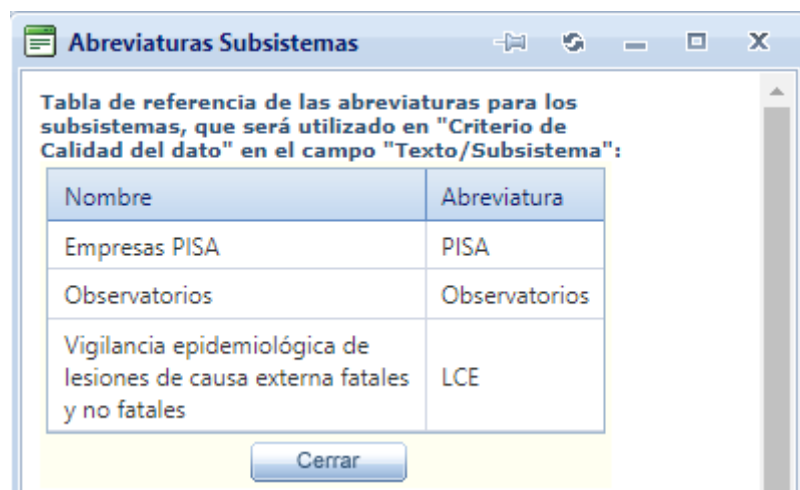 Abreviaturas Subsistemas
Tabla de referencia de las abreviaturas para los
subsistemas, que será utilizado en "Criterio de
Calidad del dato" en el campo "Texto/Subsistema":
Nombre Abreviatura
Empresas PISA PISA
Observatorios Observatorios
Vigilancia epidemiológica de
lesiones de causa externa fatales LCE
y no fatales
Cerrar